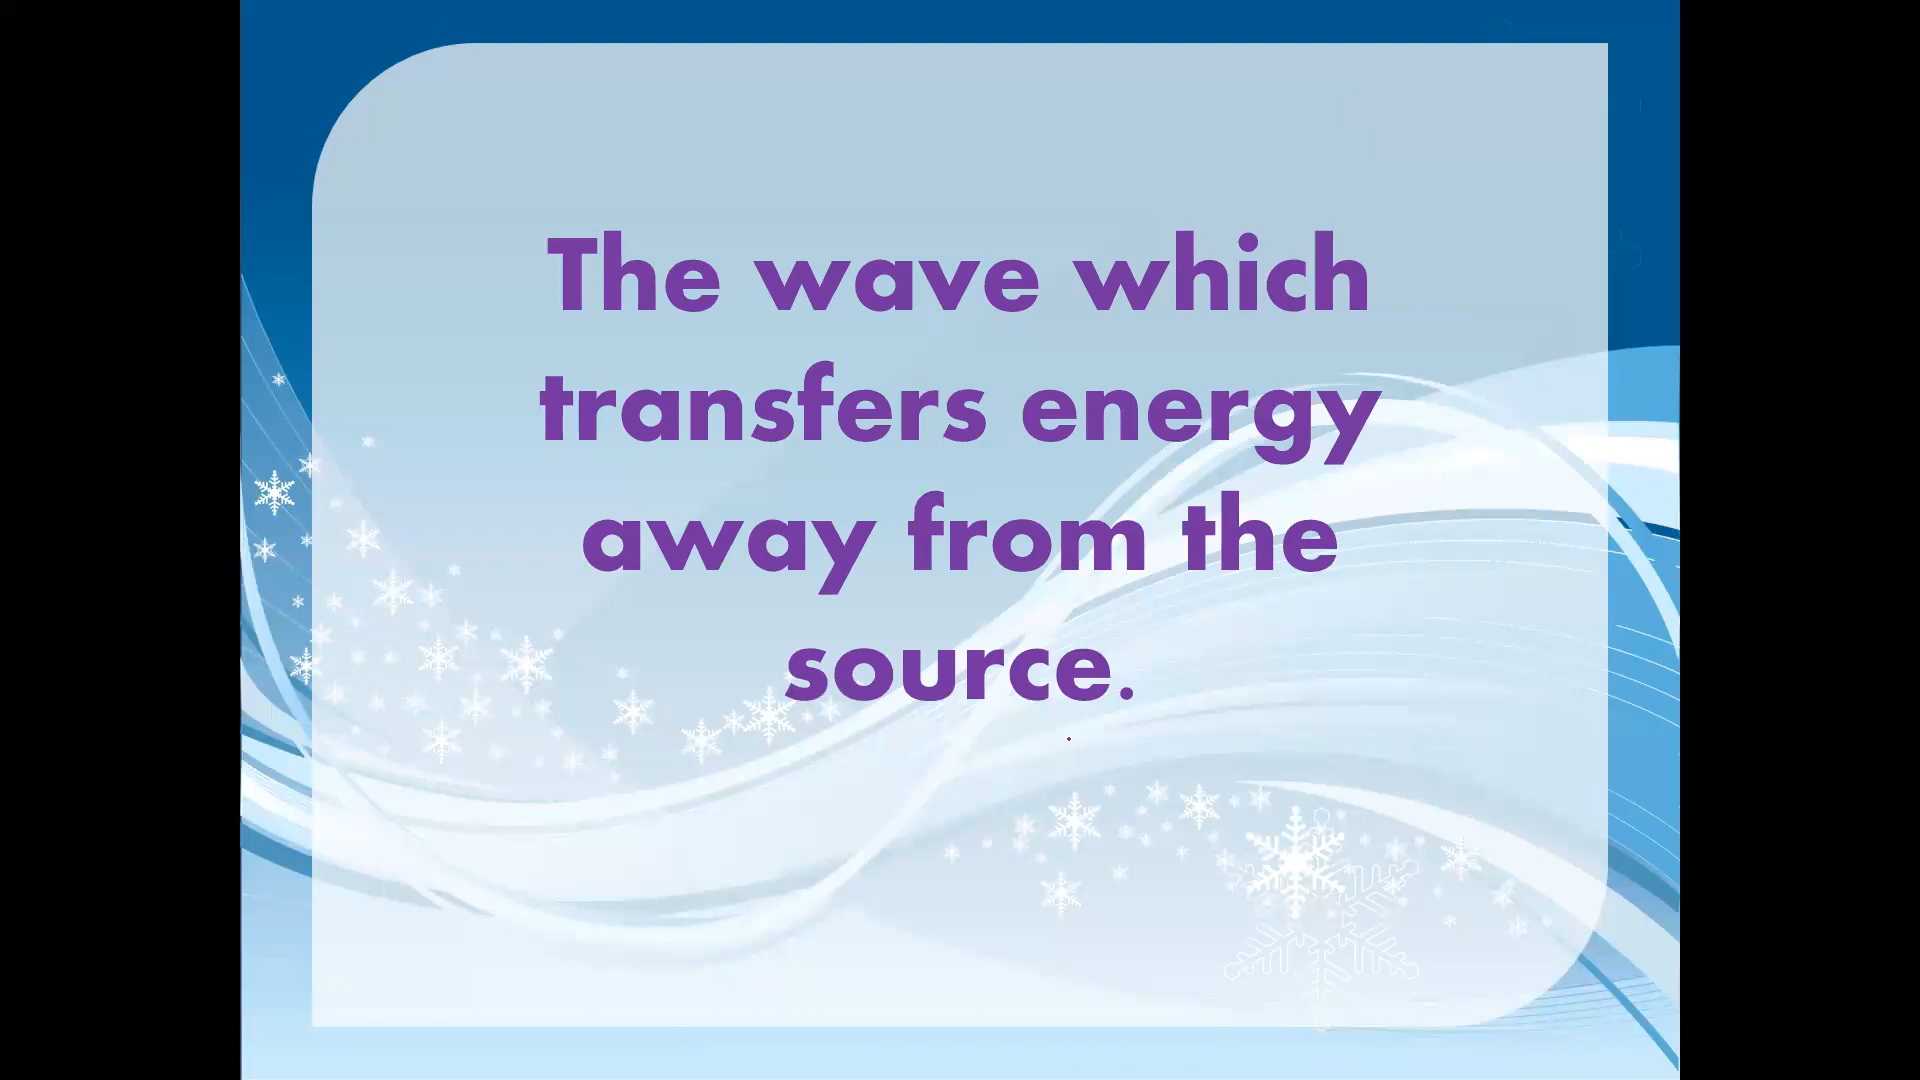 The wave which
transfers energy
away from the
source.